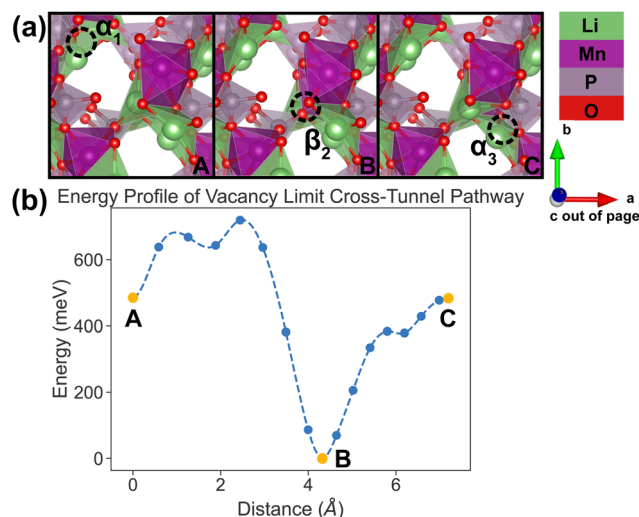 (a)
α1
A
β2
B
α3
C
Li
Mn
P
O
b
a
c out of page
(b)
Energy Profile of Vacancy Limit Cross-Tunnel Pathway
Energy (meV)
600
400
200
0
A
B
C
0
2
4
6
Distance (Å)